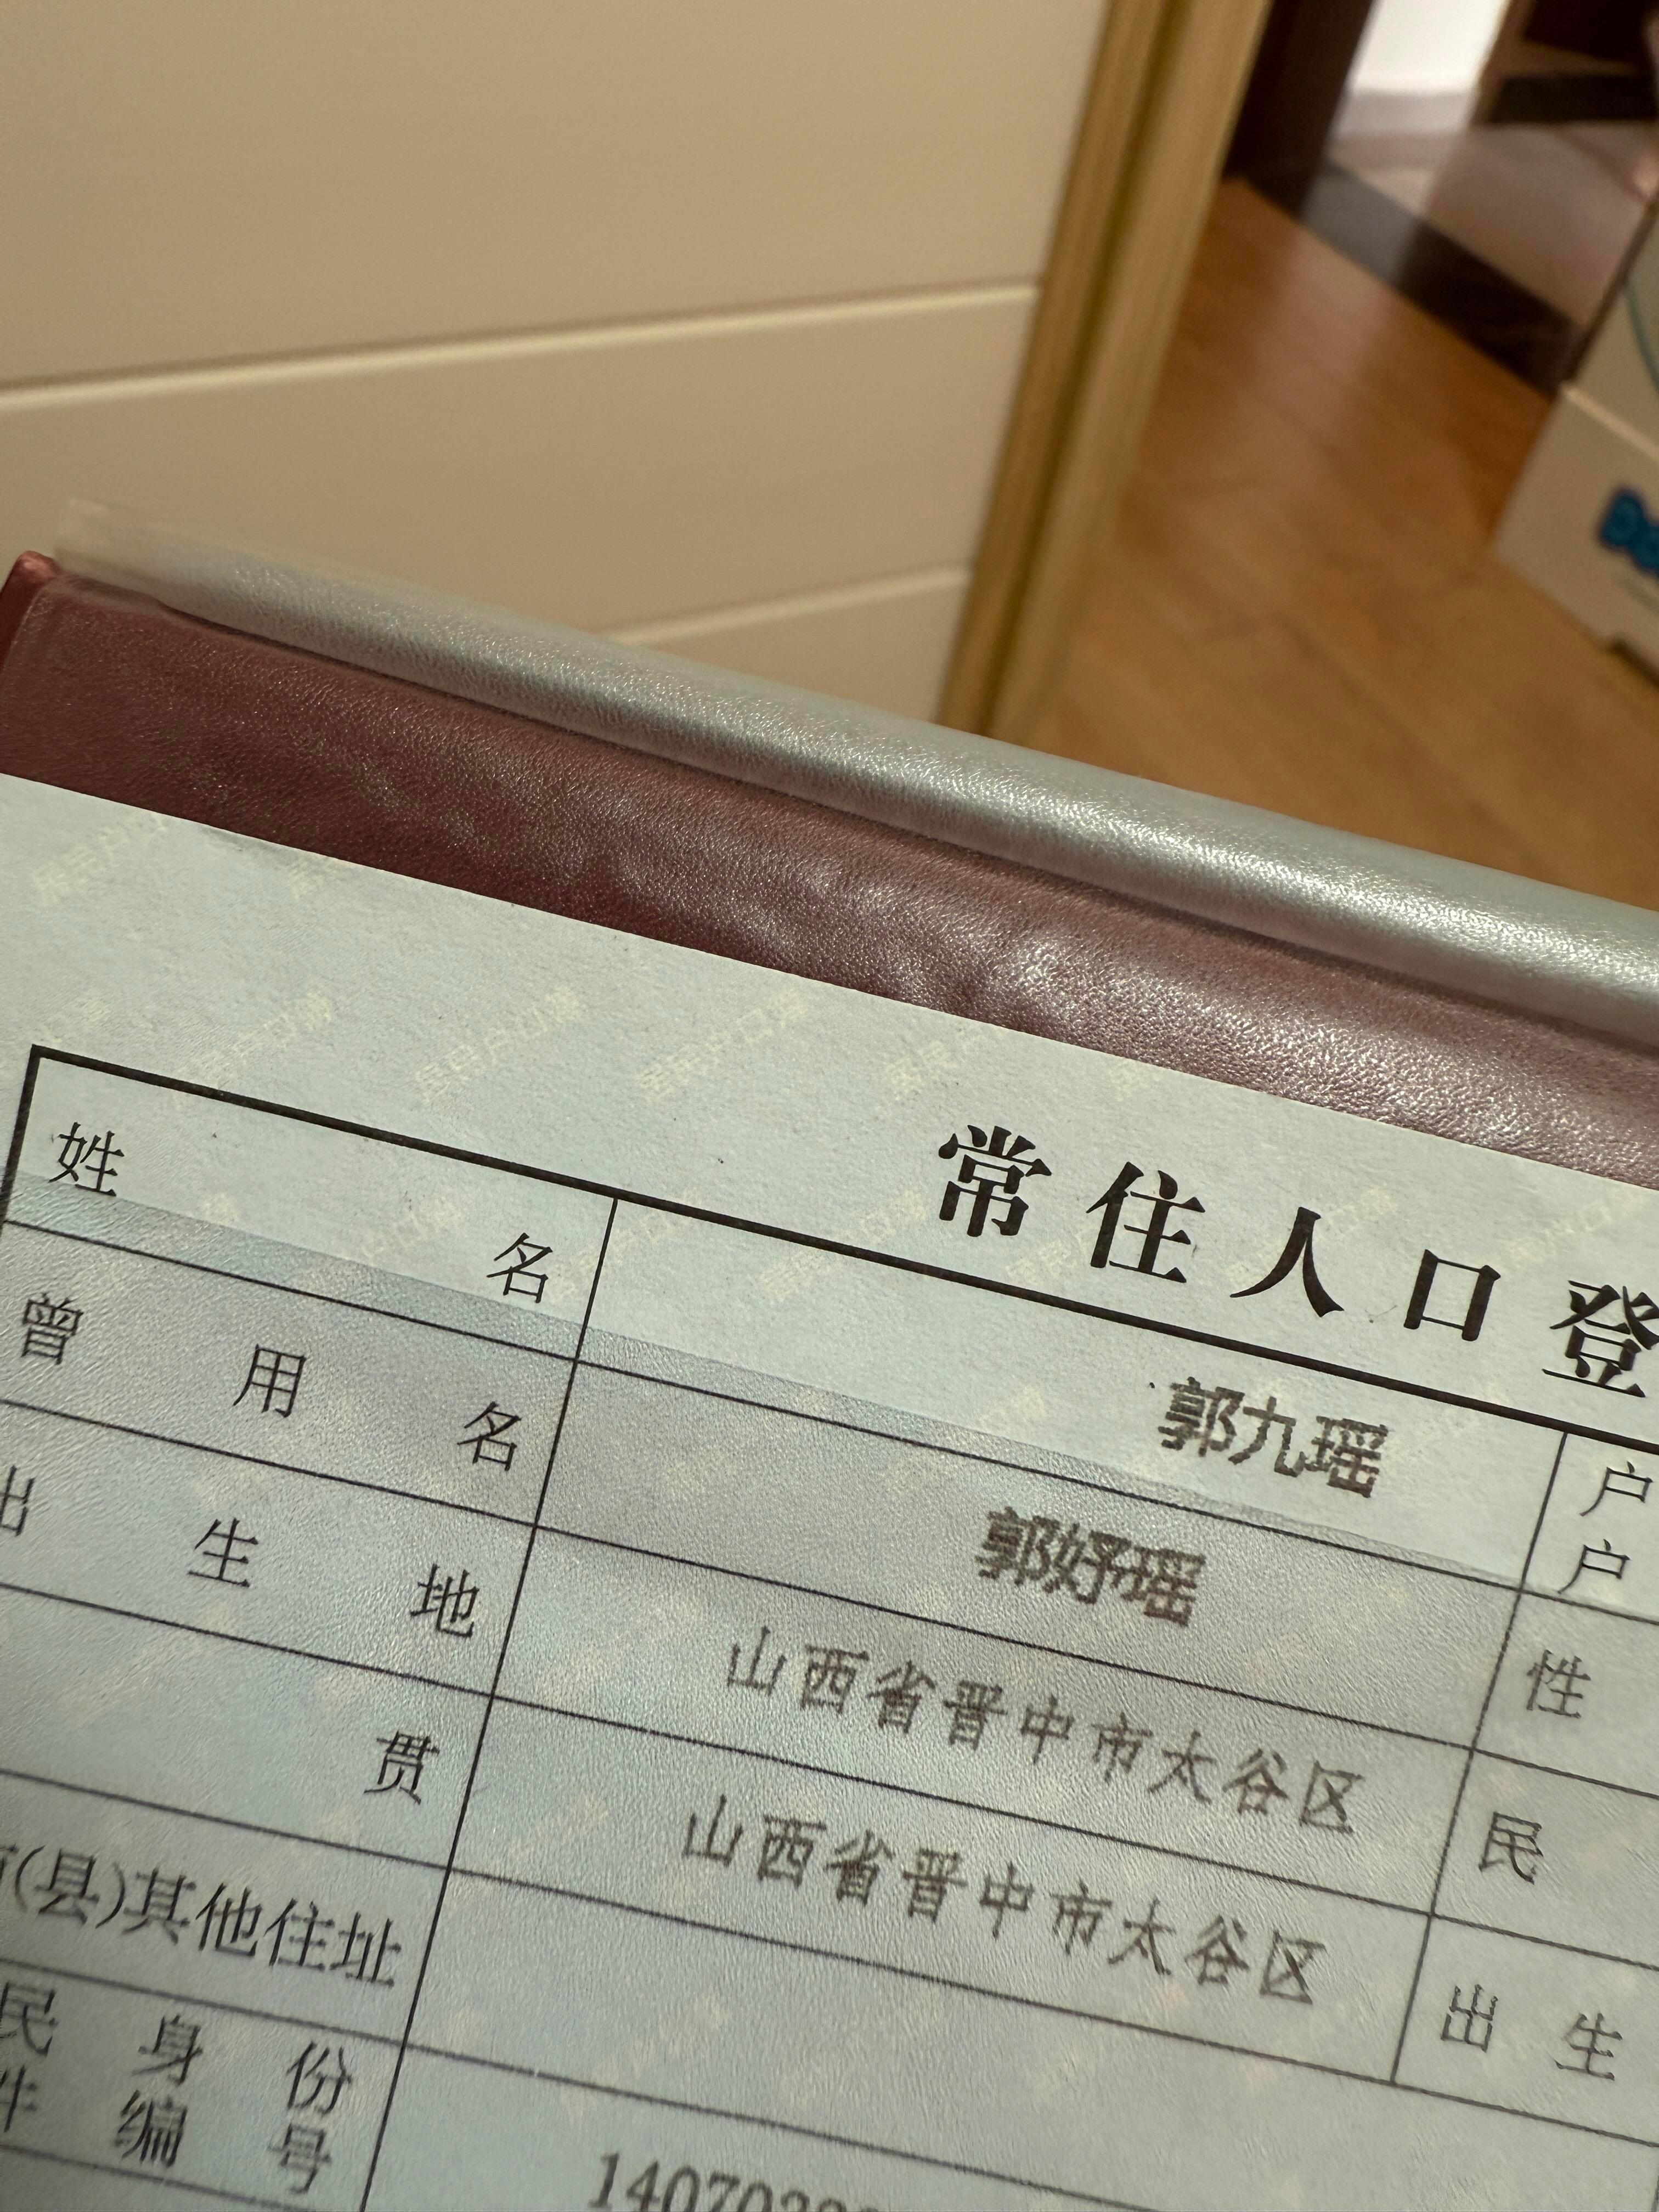 常住人口登
姓名 郭九瑶 户
户
曾用名 郭妤瑶 性
出生地 山西省晋中市太谷区 民
贯 山西省晋中市太谷区 出生
(县)其他住址
民身份
件编号 1407032